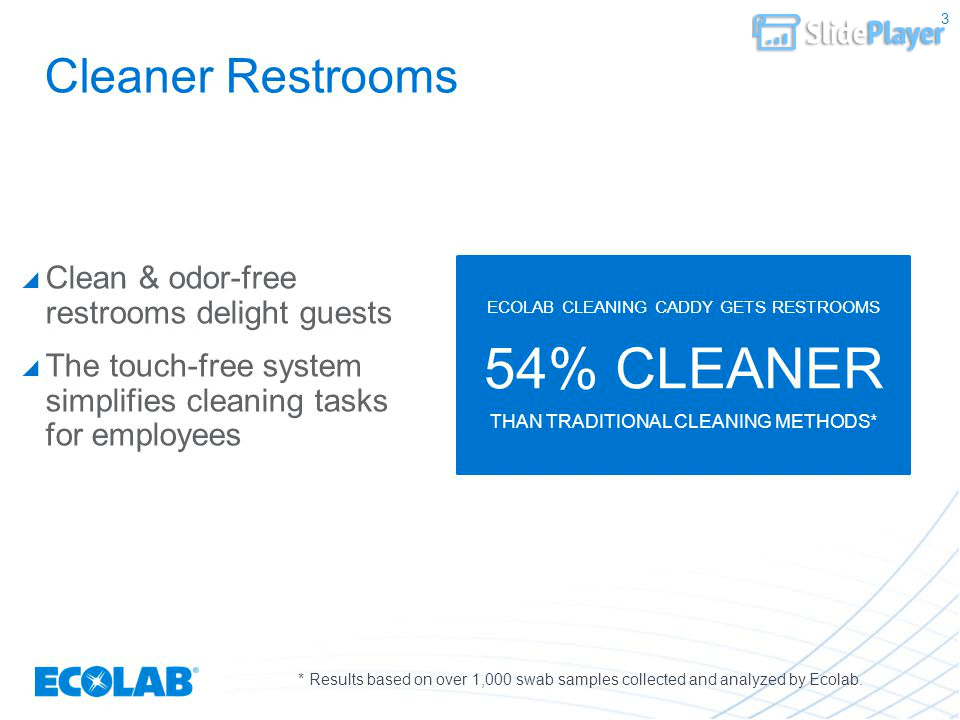 3
SlidePlayer
Cleaner Restrooms
Clean & odor-free
restrooms delight guests
The touch-free system
simplifies cleaning tasks
for employees
ECOLAB CLEANING CADDY GETS RESTROOMS
54% CLEANER
THAN TRADITIONAL CLEANING METHODS*
ECOLAB®
* Results based on over 1,000 swab samples collected and analyzed by Ecolab.